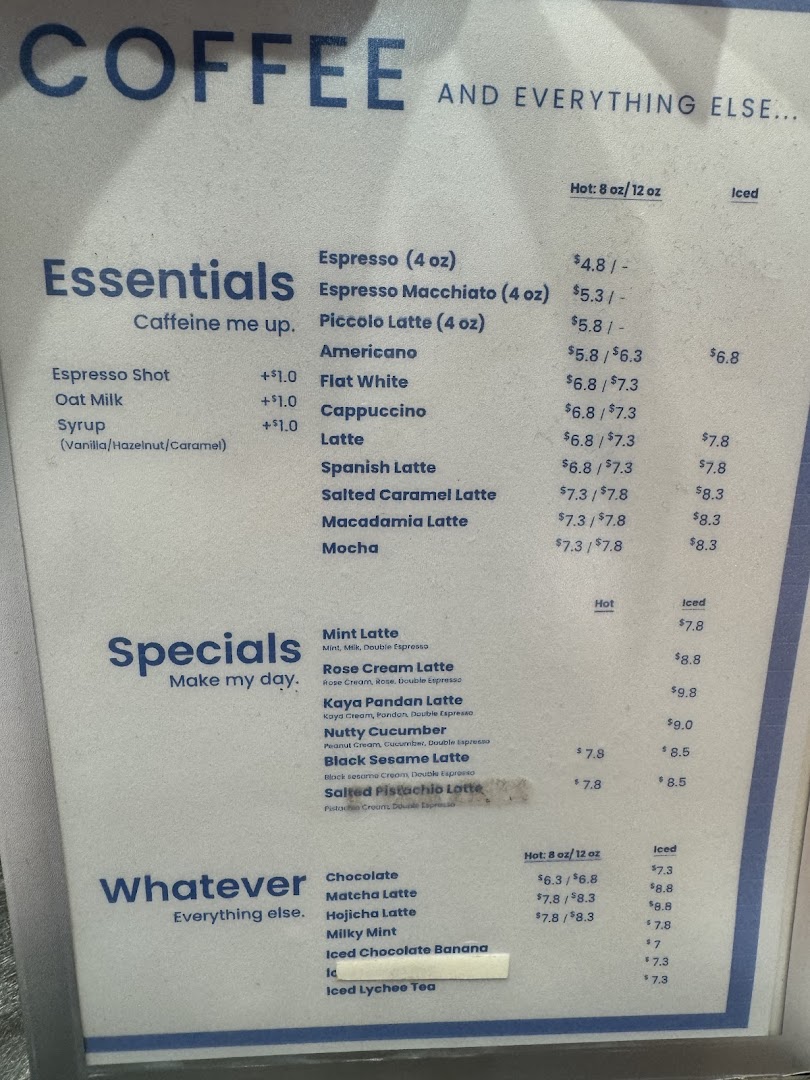 COFFEE AND EVERYTHING ELSE...
Hot: 8 oz/ 12 oz Iced
Essentials
Caffeine me up.
Espresso Shot +$1.0
Oat Milk +$1.0
Syrup +$1.0
(Vanilla/Hazelnut/Caramel)
Espresso (4 oz) $4.8 / -
Espresso Macchiato (4 oz) $5.3 / -
Piccolo Latte (4 oz) $5.8 / -
Americano $5.8 / $6.3 $6.8
Flat White $6.8 / $7.3
Cappuccino $6.8 / $7.3
Latte $6.8 / $7.3 $7.8
Spanish Latte $6.8 / $7.3 $7.8
Salted Caramel Latte $7.3 / $7.8 $8.3
Macadamia Latte $7.3 / $7.8 $8.3
Mocha $7.3 / $7.8 $8.3
Hot Iced
Specials
Make my day.
Mint Latte $7.8
Mint, Milk, Double Espresso
Rose Cream Latte $8.8
Rose Cream, Rose, Double Espresso
Kaya Pandan Latte $9.8
Kaya Cream, Pandan, Double Espresso
Nutty Cucumber $9.0
Peanut Cream, Cucumber, Double Espresso
Black Sesame Latte $ 7.8 $ 8.5
Black sesame Cream, Double Espresso
Salted Pistachio Latte $ 7.8 $ 8.5
Pistachio Cream, Double Espresso
Hot: 8 oz/ 12 oz Iced
Whatever
Everything else.
Chocolate $6.3 / $6.8 $7.3
Matcha Latte $7.8 / $8.3 $8.8
Hojicha Latte $7.8 / $8.3 $8.8
Milky Mint $ 7.8
Iced Chocolate Banana $ 7
$ 7.3
Iced Lychee Tea $ 7.3